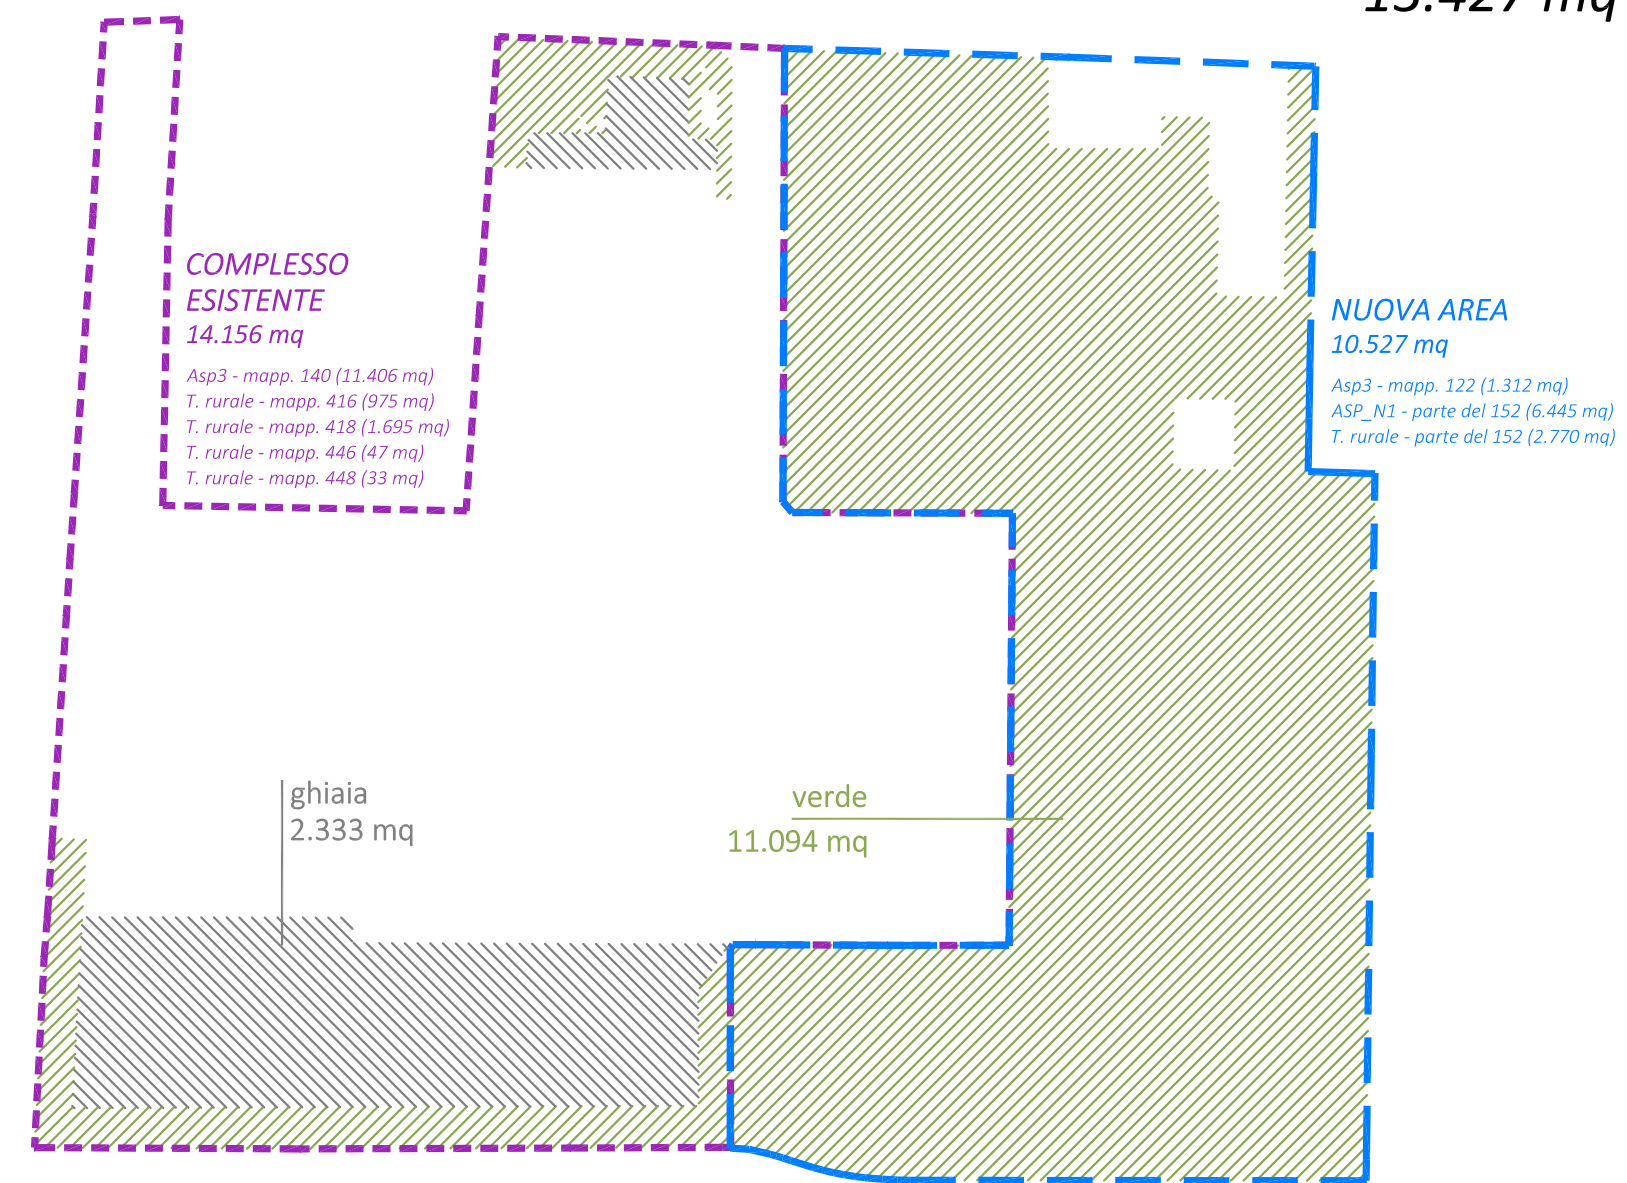 13.427 mq
COMPLESSO
ESISTENTE
14.156 mq
Asp3 - mapp. 140 (11.406 mq)
T. rurale - mapp. 416 (975 mq)
T. rurale - mapp. 418 (1.695 mq)
T. rurale - mapp. 446 (47 mq)
T. rurale - mapp. 448 (33 mq)
NUOVA AREA
10.527 mq
Asp3 - mapp. 122 (1.312 mq)
ASP_N1 - parte del 152 (6.445 mq)
T. rurale - parte del 152 (2.770 mq)
ghiaia
2.333 mq
verde
11.094 mq